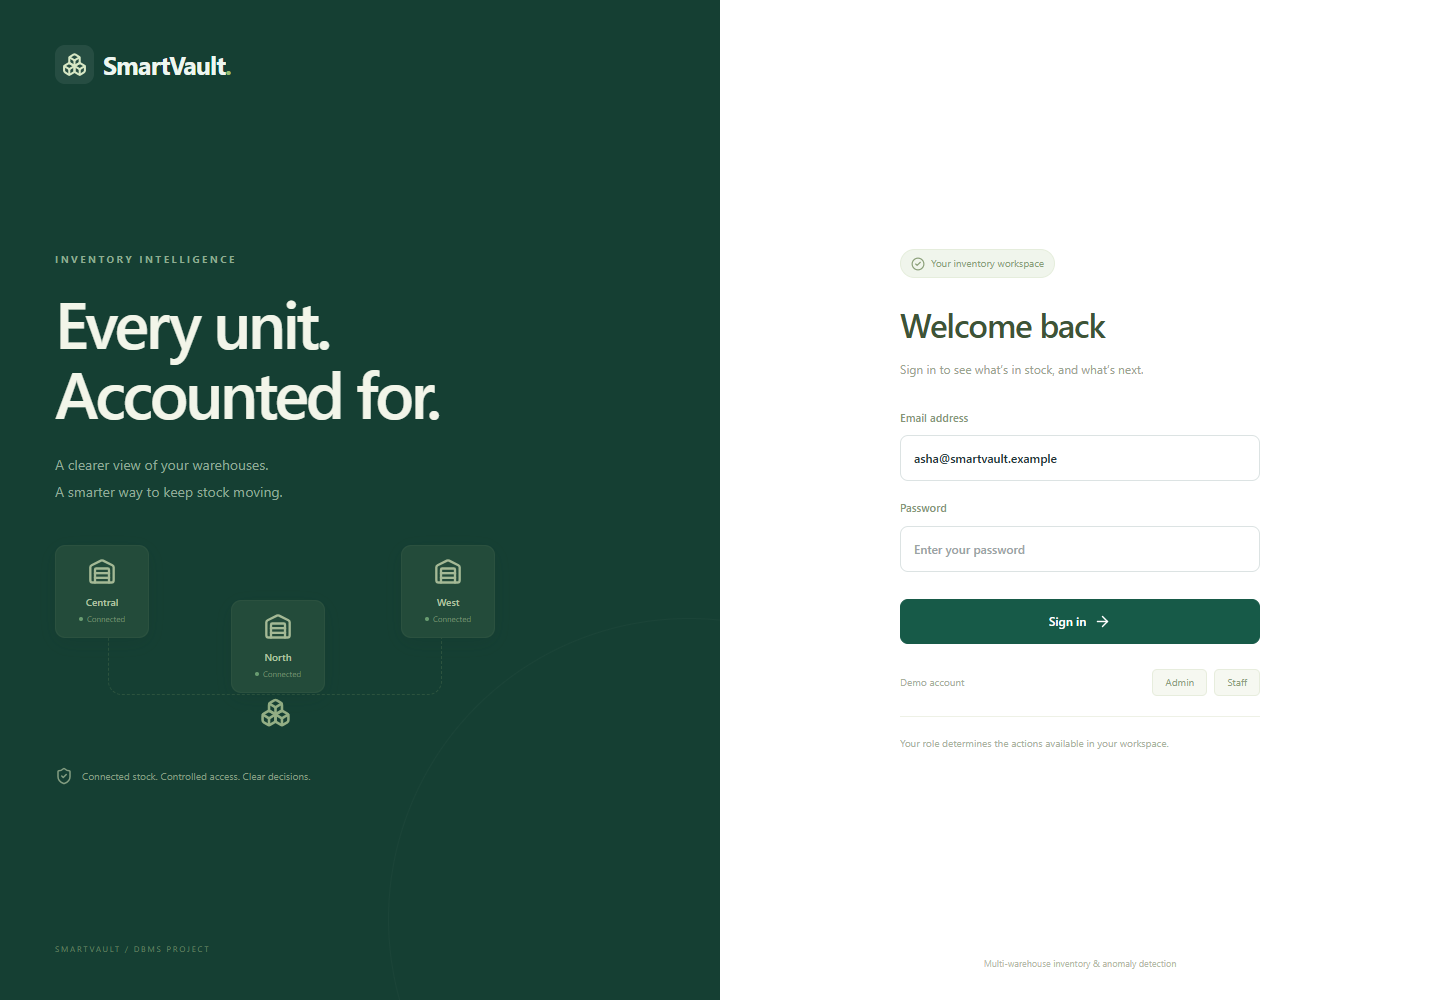 SmartVault.
INVENTORY INTELLIGENCE
Every unit.
Accounted for.
A clearer view of your warehouses.
A smarter way to keep stock moving.
Central
Connected
West
Connected
North
Connected
Connected stock. Controlled access. Clear decisions.
SMARTVAULT / DBMS PROJECT
Your inventory workspace
Welcome back
Sign in to see what's in stock, and what's next.
Email address
asha@smartvault.example
Password
Enter your password
Sign in
Demo account
Admin
Staff
Your role determines the actions available in your workspace.
Multi-warehouse inventory & anomaly detection